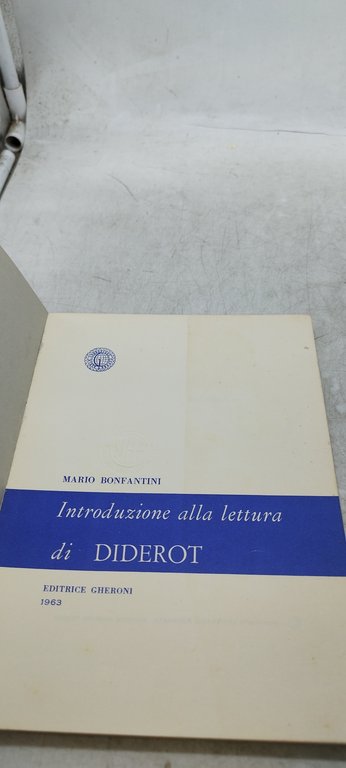 MARIO BONFANTINI
Introduzione alla lettura
di DIDEROT
EDITRICE GHERONI
1963